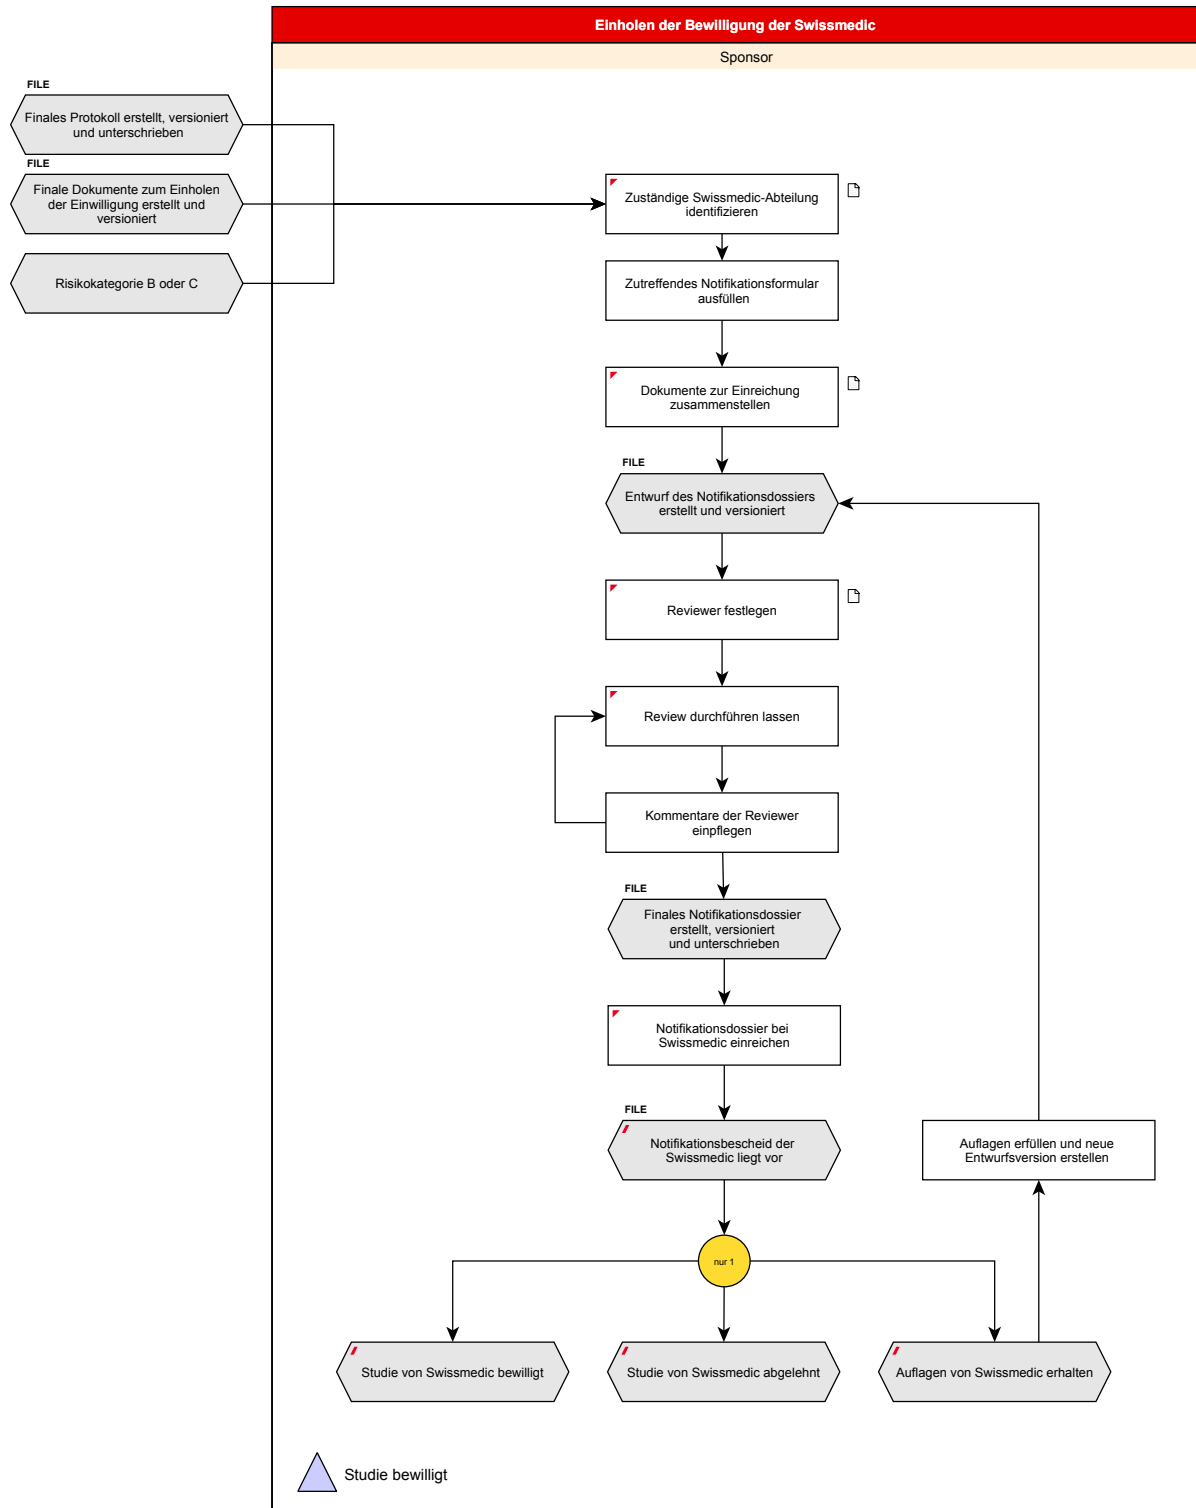 Einholen der Bewilligung der Swissmedic
Sponsor
FILE
Finales Protokoll erstellt, versioniert
und unterschrieben
FILE
Finale Dokumente zum Einholen
der Einwilligung erstellt und
versioniert
Risikokategorie B oder C
Zuständige Swissmedic-Abteilung
identifizieren
Zutreffendes Notifikationsformular
ausfüllen
Dokumente zur Einreichung
zusammenstellen
FILE
Entwurf des Notifikationsdossiers
erstellt und versioniert
Reviewer festlegen
Review durchführen lassen
Kommentare der Reviewer
einpflegen
FILE
Finales Notifikationsdossier
erstellt, versioniert
und unterschrieben
Notifikationsdossier bei
Swissmedic einreichen
FILE
Notifikationsbescheid der
Swissmedic liegt vor
Auflagen erfüllen und neue
Entwurfsversion erstellen
nur 1
Studie von Swissmedic bewilligt
Studie von Swissmedic abgelehnt
Auflagen von Swissmedic erhalten
Studie bewilligt